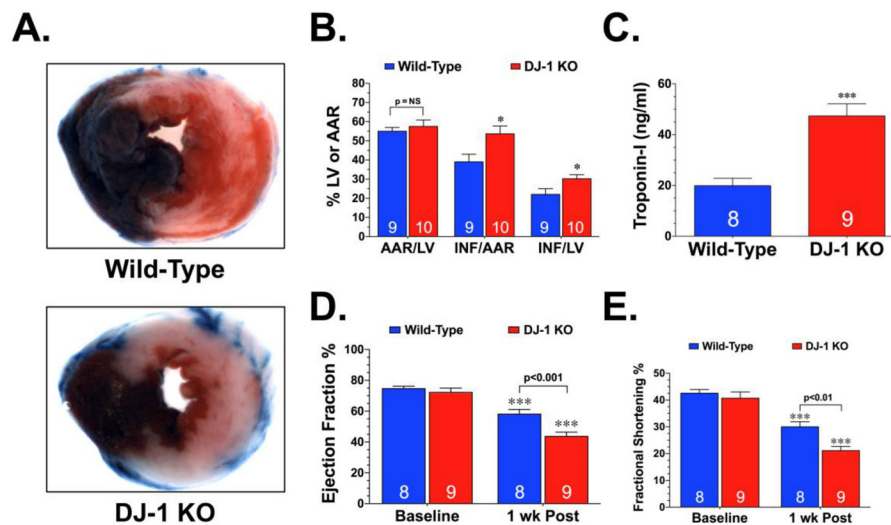 A.
Wild-Type
DJ-1 KO
B.
Wild-Type DJ-1 KO
% LV or AAR
80
70
60
50
40
30
20
10
0
p = NS
*
*
9 10 9 10 9 10
AAR/LV INF/AAR INF/LV
C.
Troponin-I (ng/ml)
60
40
20
0
***
8 9
Wild-Type DJ-1 KO
D.
Wild-Type DJ-1 KO
Ejection Fraction %
100
80
60
40
20
0
p<0.001
***
***
8 9 8 9
Baseline 1 wk Post
E.
Wild-Type DJ-1 KO
Fractional Shortening %
50
40
30
20
10
0
p<0.01
***
***
8 9 8 9
Baseline 1 wk Post